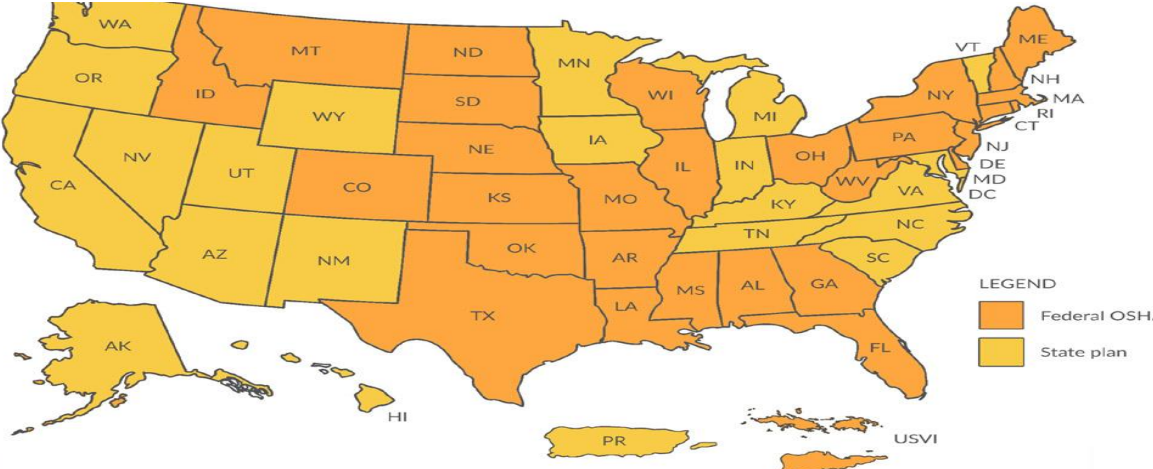 WA
MT
ND
MN
VT
ME
OR
ID
SD
WI
MI
NY
NH
MA
RI
CT
WY
IA
NE
PA
NJ
NV
UT
CO
IL
IN
OH
WV
DE
MD
DC
CA
KS
MO
KY
VA
AZ
NM
OK
AR
TN
NC
SC
TX
LA
MS
AL
GA
FL
LEGEND
Federal OSH
State plan
AK
HI
PR
USVI